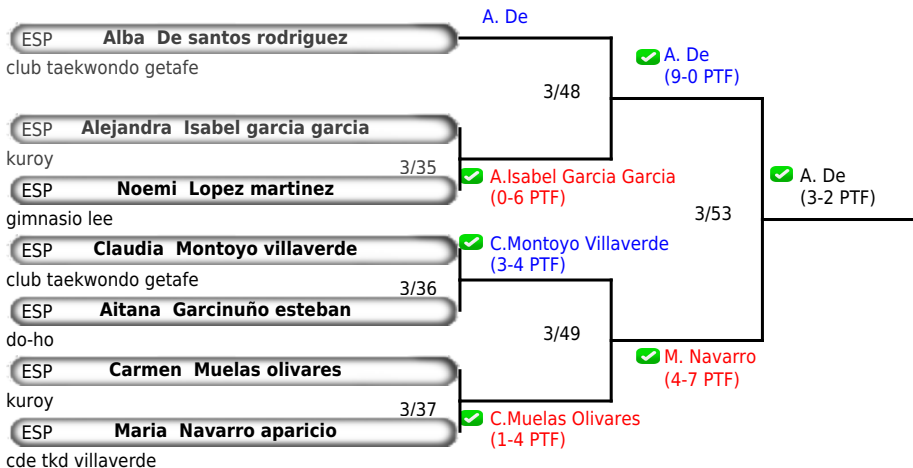 A. De
ESP Alba De santos rodriguez
club taekwondo getafe
A. De
(9-0 PTF)
3/48
ESP Alejandra Isabel garcia garcia
kuroy
3/35
ESP Noemi Lopez martinez
gimnasio lee
A.Isabel Garcia Garcia
(0-6 PTF)
A. De
(3-2 PTF)
3/53
ESP Claudia Montoyo villaverde
club taekwondo getafe
C.Montoyo Villaverde
(3-4 PTF)
3/36
ESP Aitana Garcinuño esteban
do-ho
3/49
ESP Carmen Muelas olivares
kuroy
M. Navarro
(4-7 PTF)
3/37
ESP Maria Navarro aparicio
cde tkd villaverde
C.Muelas Olivares
(1-4 PTF)